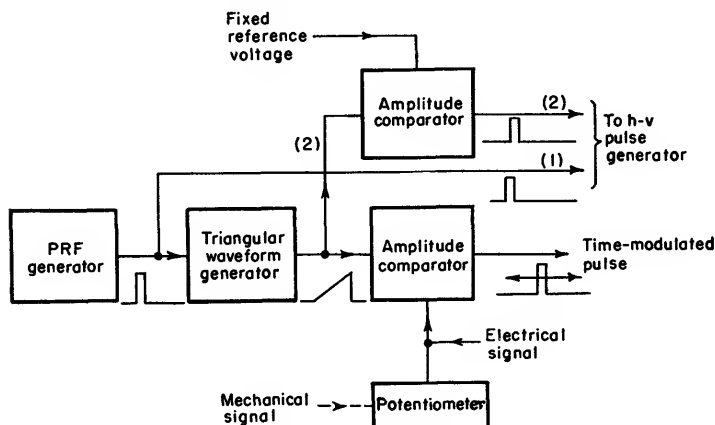 Fixed
reference
voltage
Amplitude
comparator
(2)
To h-v
pulse
generator
(2)
(1)
PRF
generator
Triangular
waveform
generator
Amplitude
comparator
Time-modulated
pulse
Electrical
signal
Mechanical
signal
Potentiometer